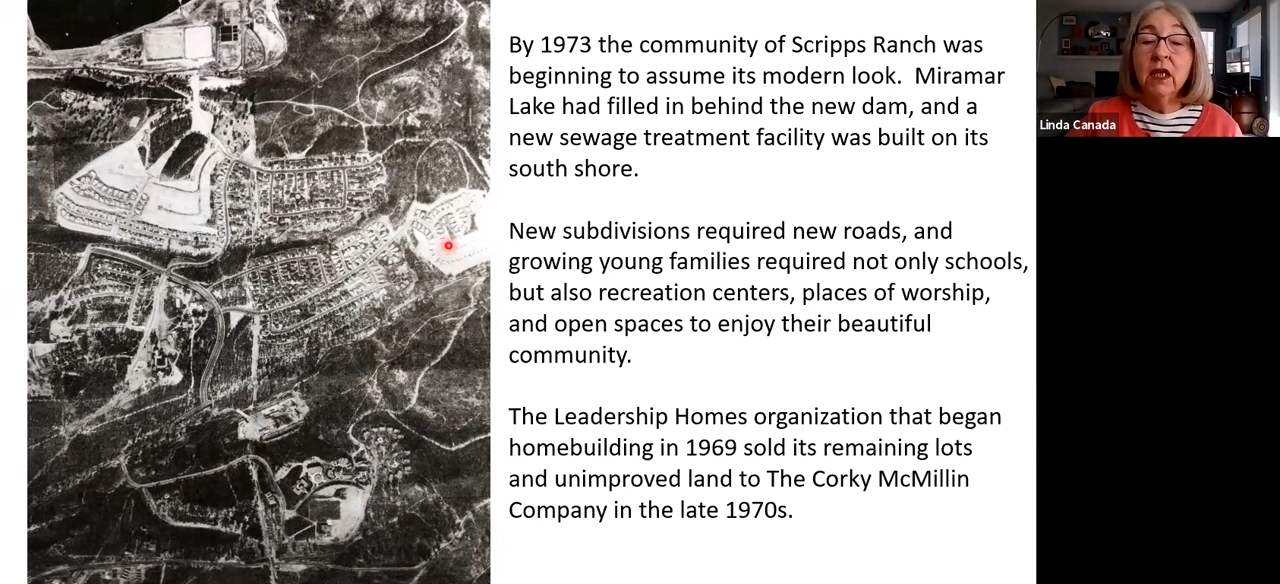 By 1973 the community of Scripps Ranch was
beginning to assume its modern look.  Miramar
Lake had filled in behind the new dam, and a
new sewage treatment facility was built on its
south shore.
New subdivisions required new roads, and
growing young families required not only schools,
but also recreation centers, places of worship,
and open spaces to enjoy their beautiful
community.
The Leadership Homes organization that began
homebuilding in 1969 sold its remaining lots
and unimproved land to The Corky McMillin
Company in the late 1970s.
Linda Canada